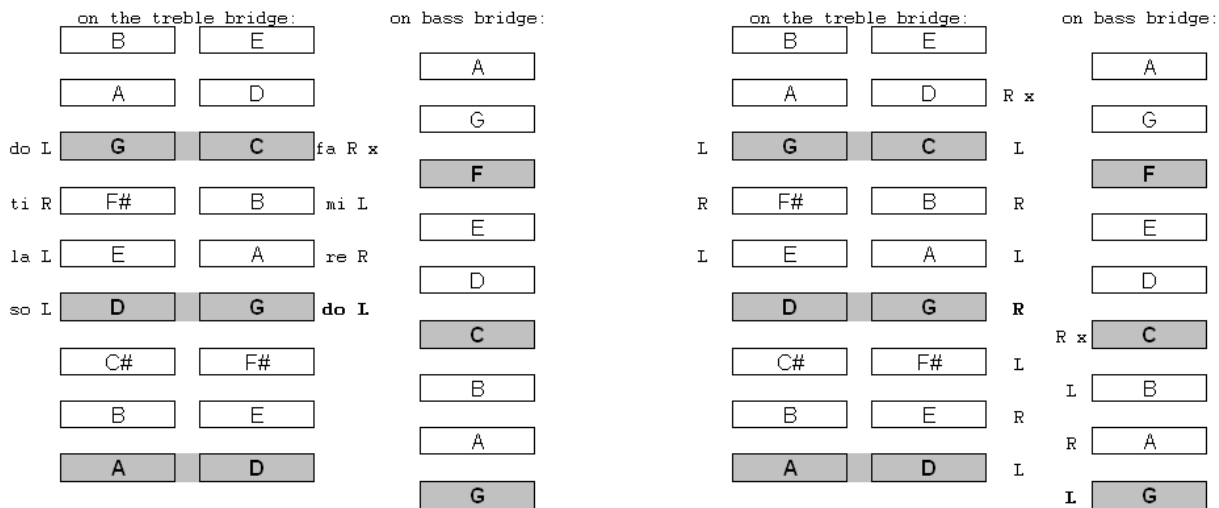 on the treble bridge: on bass bridge:
B E
A
A D
G
do L G C fa R x
F
ti R F# B mi L
E
la L E A re R
D
so L D G do L
C
C# F#
B
B E
A
A D
G
on the treble bridge: on bass bridge:
B E
A
A D R x
G
L G C L
F
R F# B R
E
L E A L
D
D G R
R x C
C# F# L
L B
B E R
R A
A D L
L G